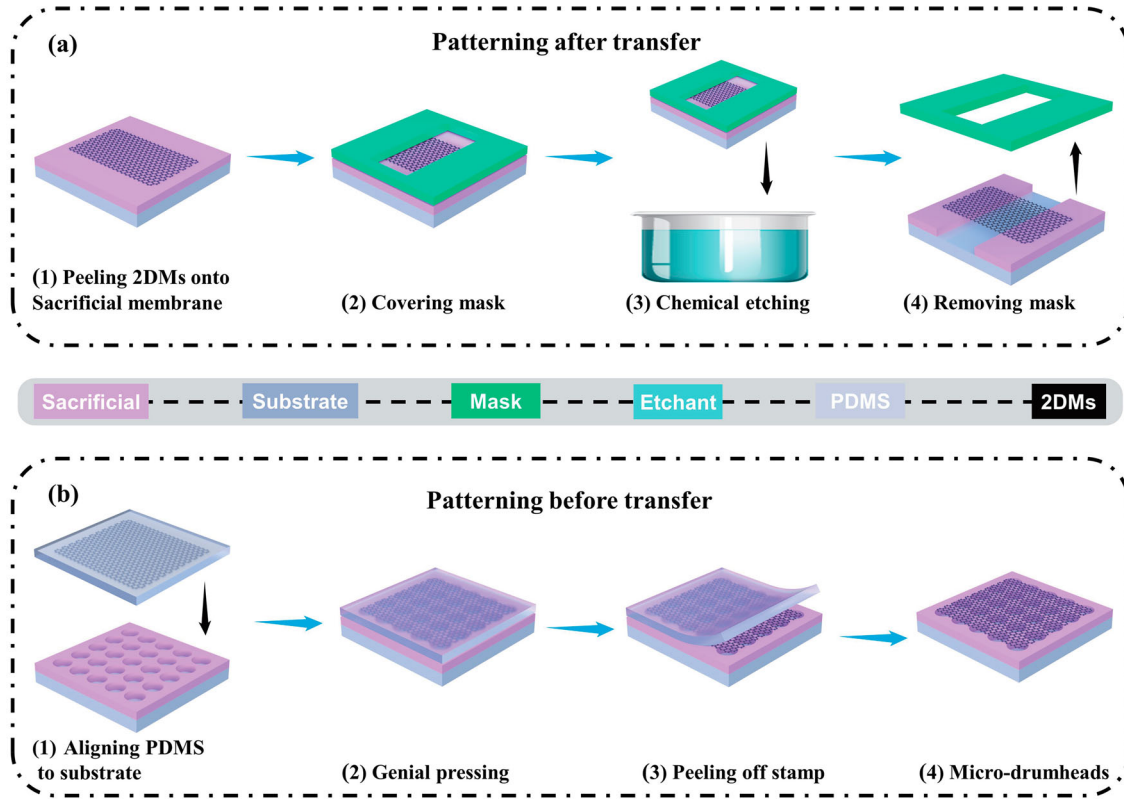 (a)
Patterning after transfer
(1) Peeling 2DMs onto
Sacrificial membrane
(2) Covering mask
(3) Chemical etching
(4) Removing mask
Sacrificial
Substrate
Mask
Etchant
PDMS
2DMs
(b)
Patterning before transfer
(1) Aligning PDMS
to substrate
(2) Genial pressing
(3) Peeling off stamp
(4) Micro-drumheads